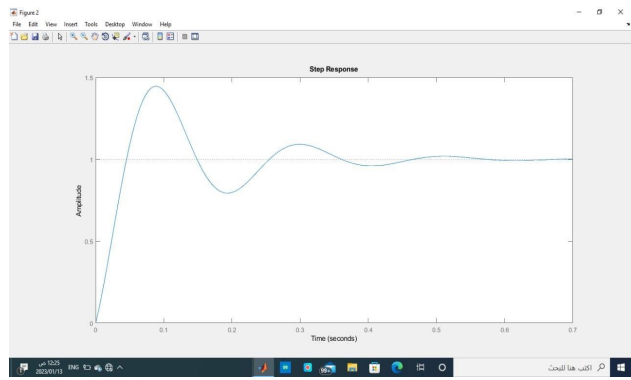 Figure 2
File Edit View Insert Tools Desktop Window Help
Step Response
1.5
1
0.5
0
Amplitude
0 0.1 0.2 0.3 0.4 0.5 0.6 0.7
Time (seconds)
12:25 ص
2023/01/13
ENG
99+
اكتب هنا للبحث